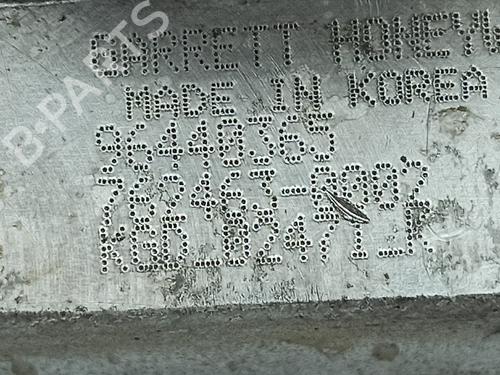 B-PARTS
GARRETT HONEYW
MADE IN KOREA
96440365
762463-0002